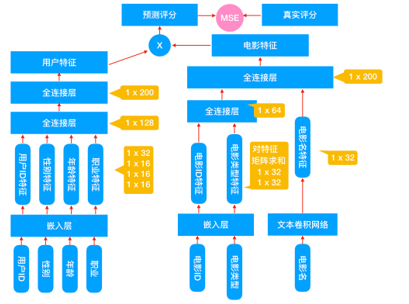 预测评分
MSE
真实评分
X
用户特征
电影特征
全连接层
1 x 200
全连接层
1 x 200
全连接层
1 x 128
全连接层
1 x 64
用户ID特征
性别特征
年龄特征
职业特征
1 x 32
1 x 16
1 x 16
1 x 16
电影ID特征
电影类型特征
对特征
矩阵求和
1 x 32
1 x 32
电影名特征
1 x 32
嵌入层
嵌入层
文本卷积网络
用户ID
性别
年龄
职业
电影ID
电影类型
电影名